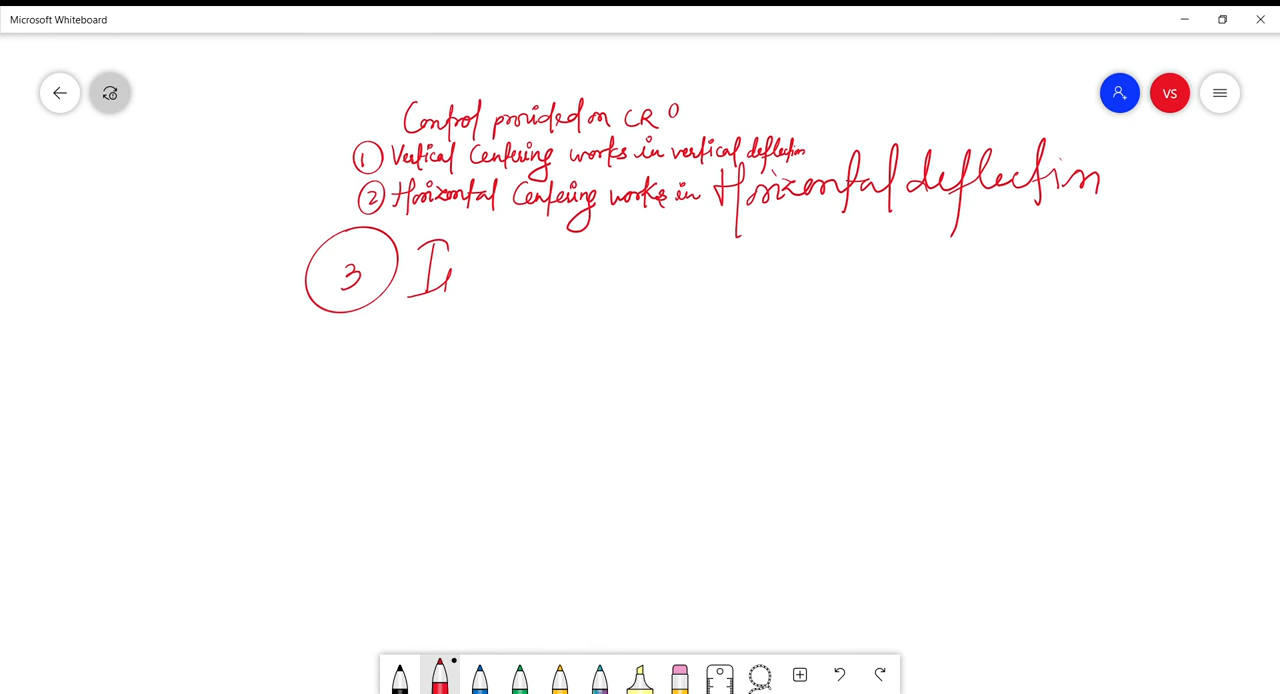 Microsoft Whiteboard
VS
Control provided on CRO
① Vertical Centering works in vertical deflection
② Horizontal Centering works in Horizontal deflection
③ I